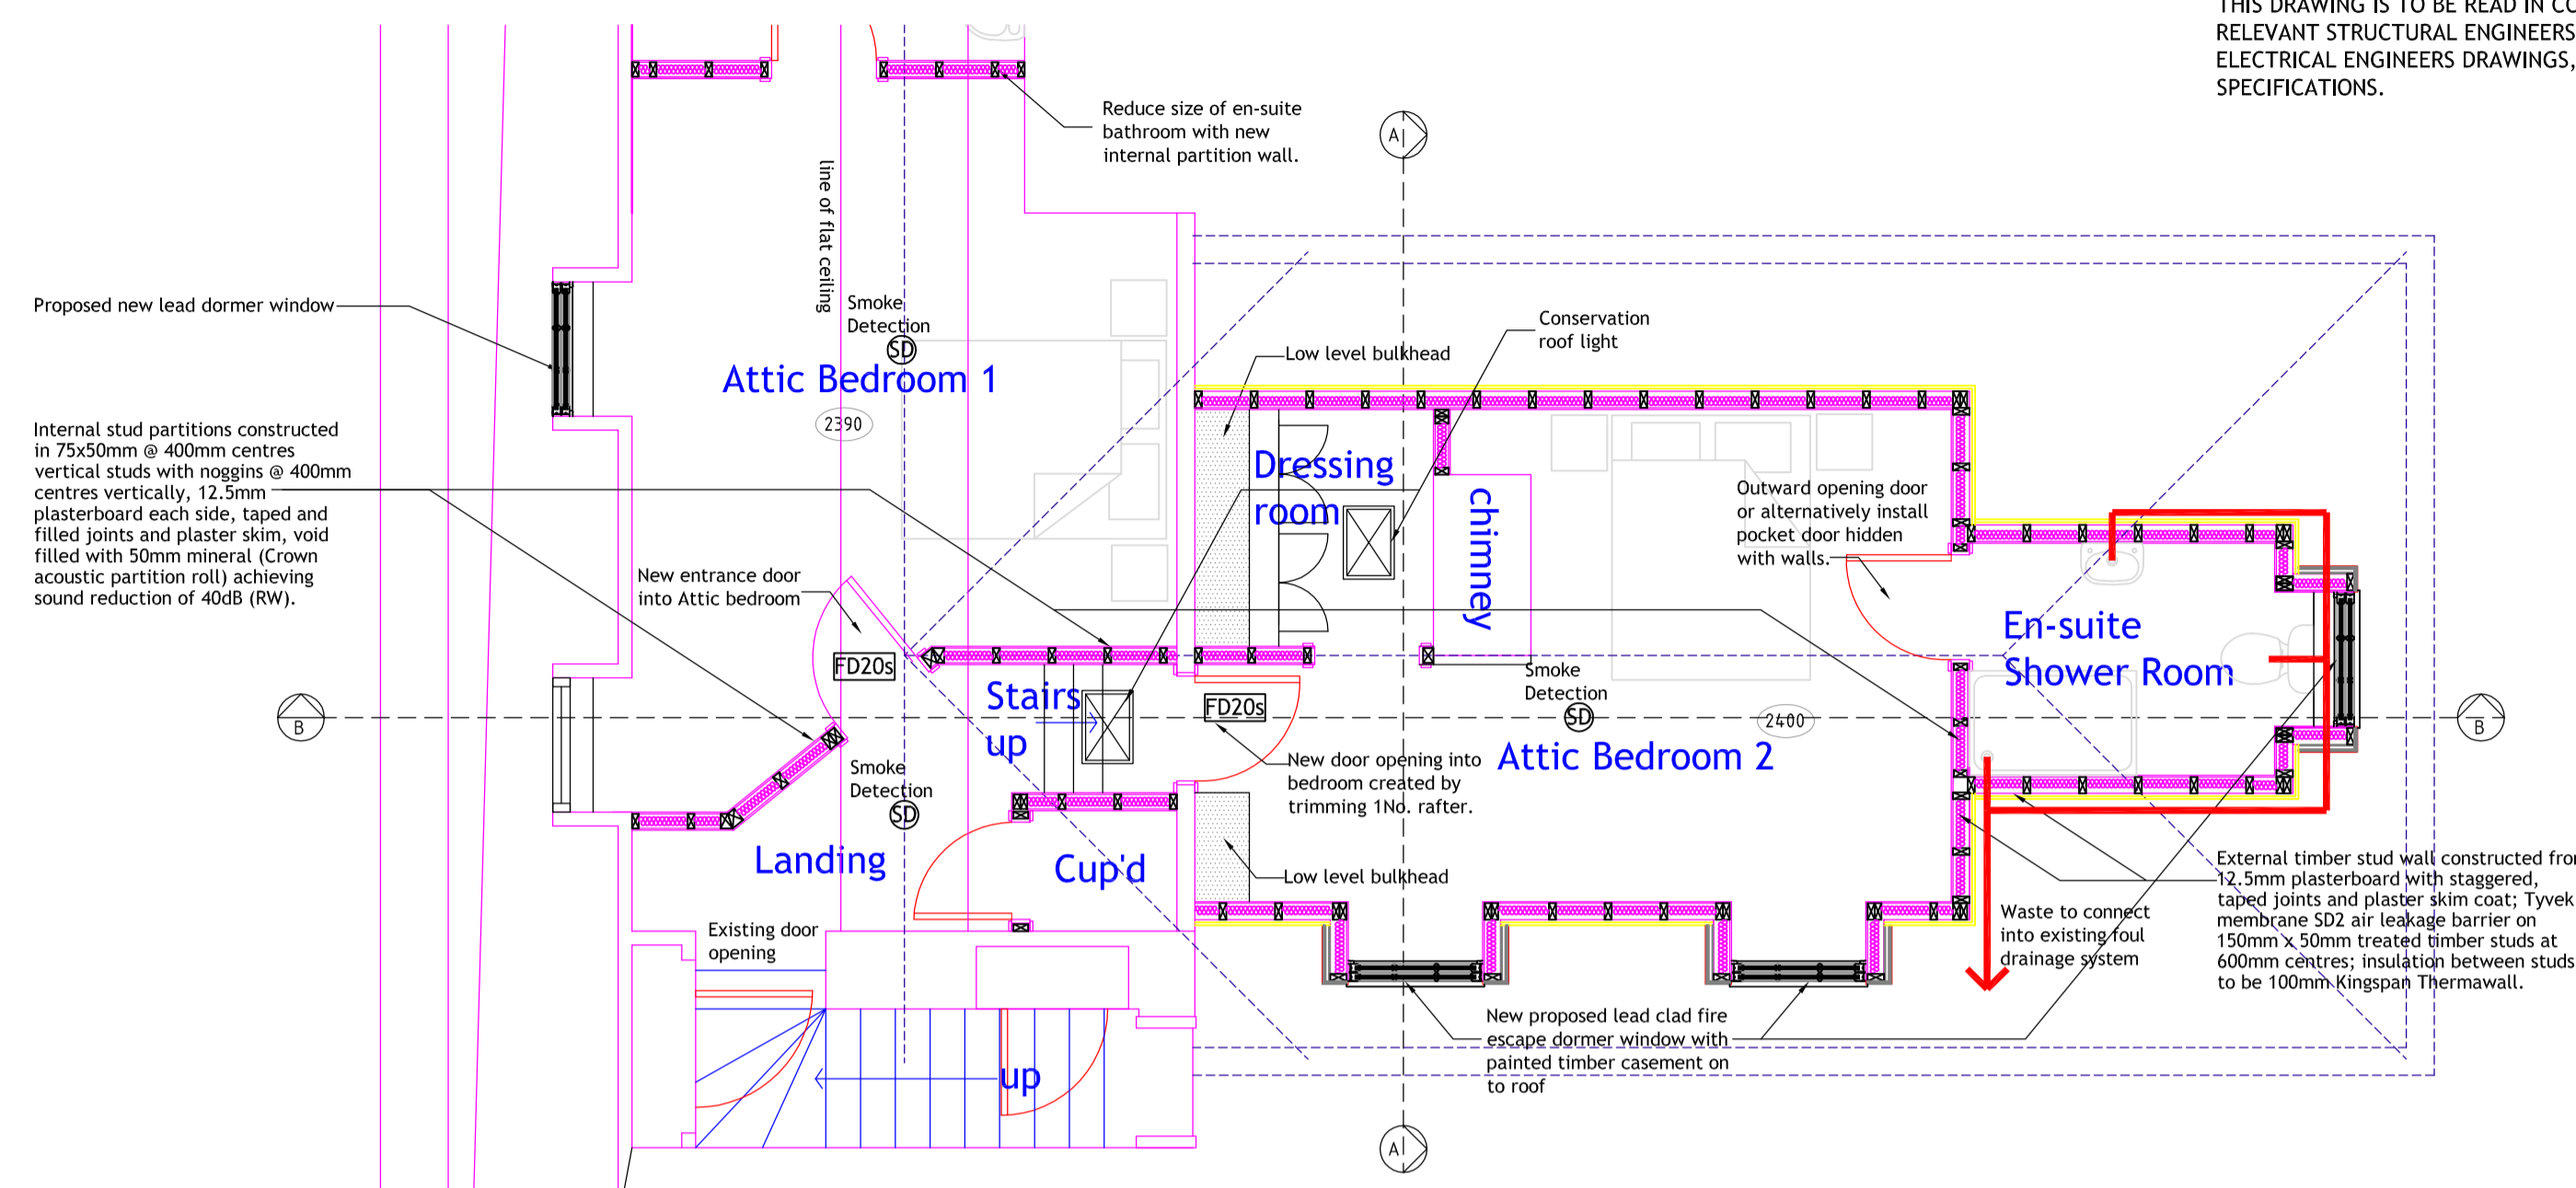 THIS DRAWING IS TO BE READ IN
RELEVANT STRUCTURAL ENGINEERS
ELECTRICAL ENGINEERS DRAWINGS,
SPECIFICATIONS.
Reduce size of en-suite
bathroom with new
internal partition wall.
A
line of flat ceiling
Proposed new lead dormer window
Smoke
Detection
SD
Attic Bedroom 1
2390
Conservation
roof light
Low level bulkhead
Internal stud partitions constructed
in 75x50mm @ 400mm centres
vertical studs with noggins @ 400mm
centres vertically, 12.5mm
plasterboard each side, taped and
filled joints and plaster skim, void
filled with 50mm mineral (Crown
acoustic partition roll) achieving
sound reduction of 40dB (RW).
Dressing
room
chimney
Outward opening door
or alternatively install
pocket door hidden
with walls.
New entrance door
into Attic bedroom
FD20s
En-suite
Shower Room
Stairs
up
FD20s
Smoke
Detection
SD
2400
B
B
New door opening into
bedroom created by
trimming 1No. rafter.
Attic Bedroom 2
Smoke
Detection
SD
Landing
Cup'd
Low level bulkhead
External timber stud wall constructed
12.5mm plasterboard with staggered,
taped joints and plaster skim coat; Tyvek
membrane SD2 air leakage barrier on
150mm x 50mm treated timber studs at
600mm centres; insulation between studs
to be 100mm Kingspan Thermawall.
Waste to connect
into existing foul
drainage system
Existing door
opening
New proposed lead clad fire
escape dormer window with
painted timber casement on
to roof
up
A